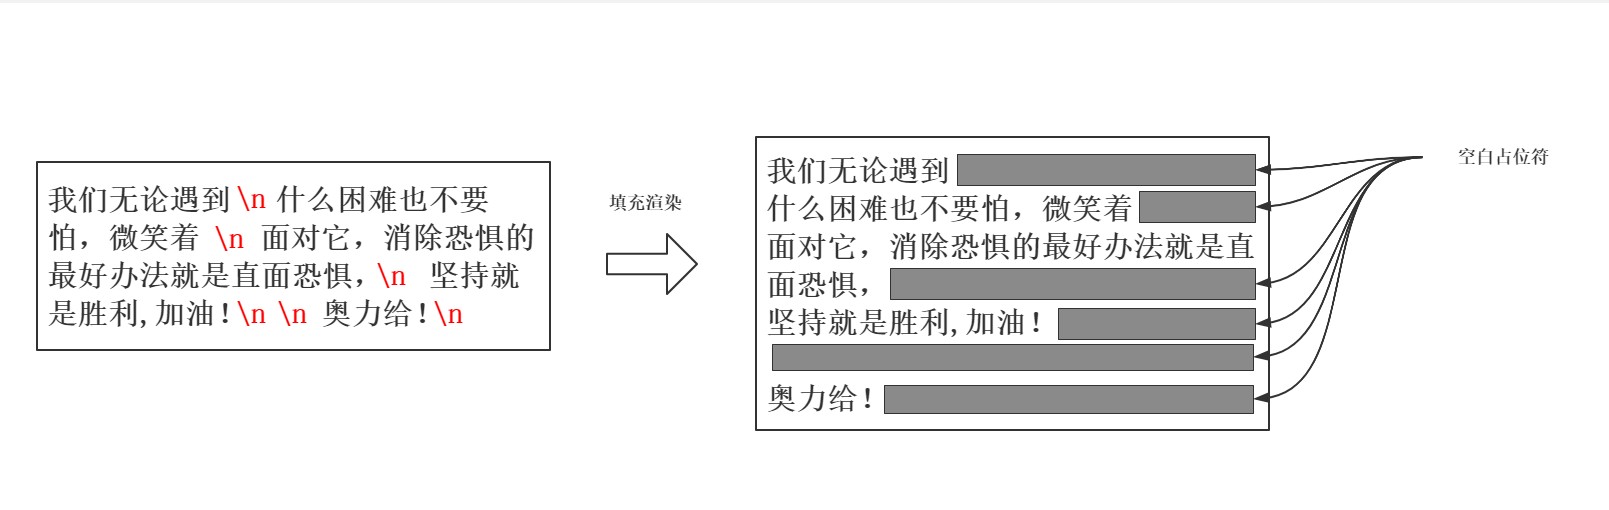 我们无论遇到 \n 什么困难也不要
怕，微笑着 \n 面对它，消除恐惧的
最好办法就是直面恐惧，\n 坚持就
是胜利,加油！\n \n 奥力给！\n
填充渲染
我们无论遇到
什么困难也不要怕，微笑着
面对它，消除恐惧的最好办法就是直
面恐惧，
坚持就是胜利,加油！
奥力给！
空白占位符